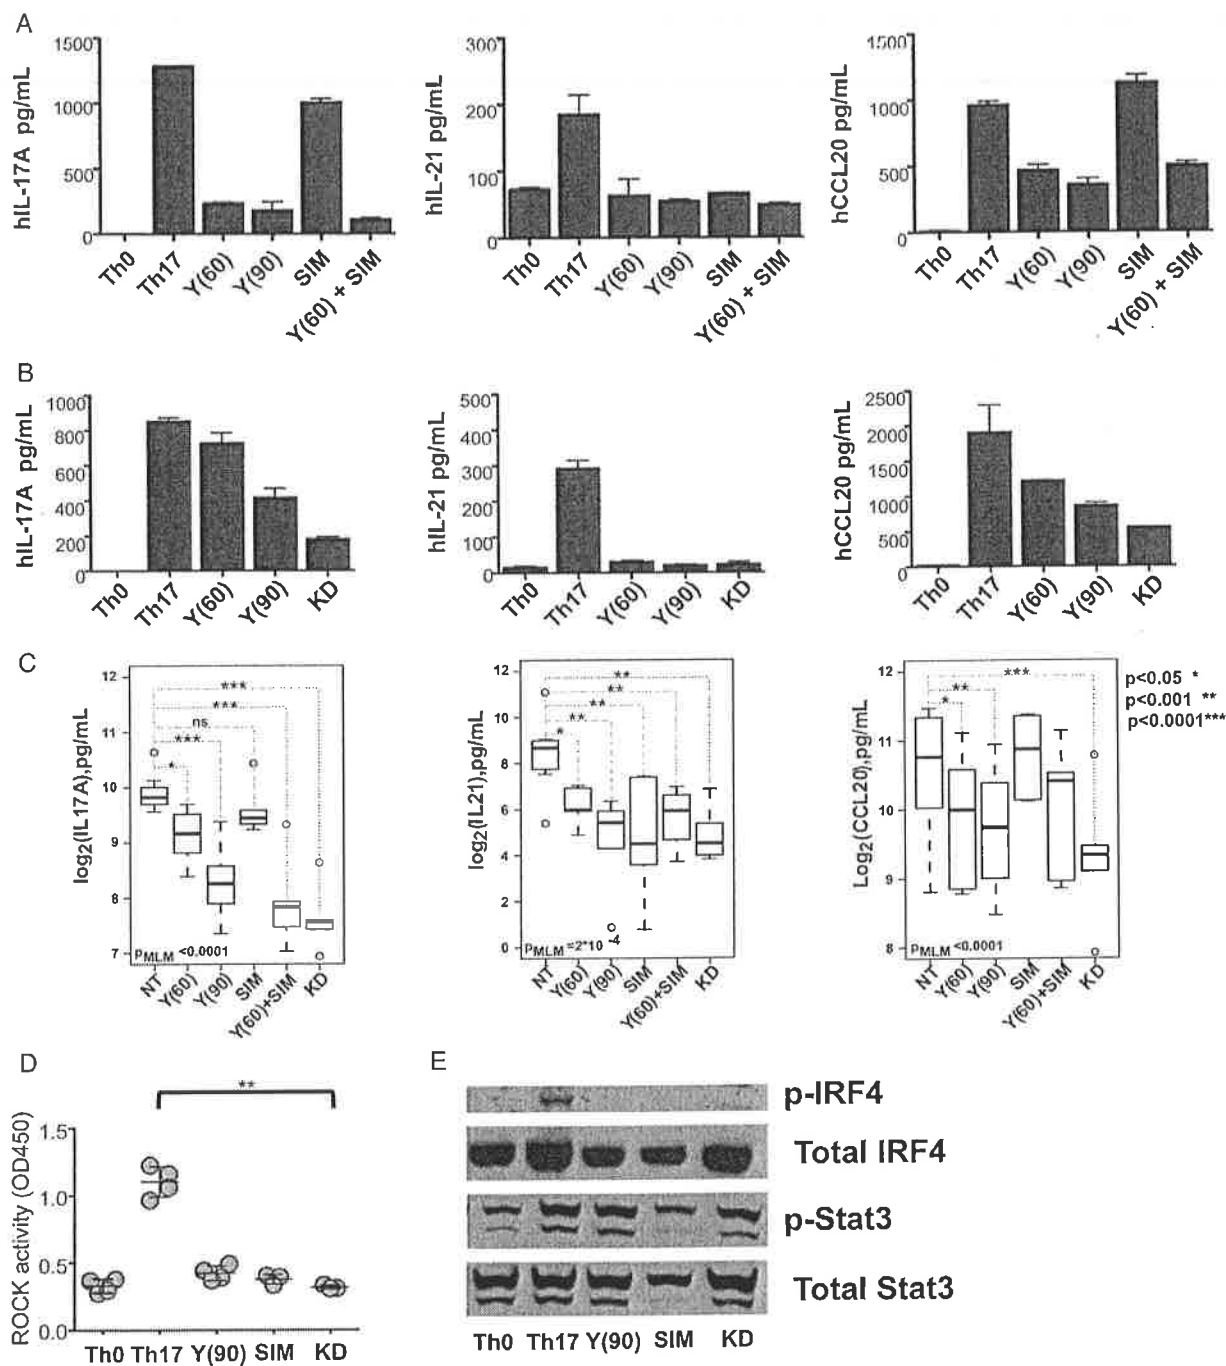 A
hIL-17A pg/mL
1500
1000
500
0
Th0
Th17
Y(60)
Y(90)
SIM
Y(60) + SIM
hIL-21 pg/mL
300
200
100
0
Th0
Th17
Y(60)
Y(90)
SIM
Y(60) + SIM
hCCL20 pg/mL
1500
1000
500
0
Th0
Th17
Y(60)
Y(90)
SIM
Y(60) + SIM
B
hIL-17A pg/mL
1000
800
600
400
200
0
Th0
Th17
Y(60)
Y(90)
KD
hIL-21 pg/mL
500
400
300
200
100
0
Th0
Th17
Y(60)
Y(90)
KD
hCCL20 pg/mL
2500
2000
1500
1000
500
0
Th0
Th17
Y(60)
Y(90)
KD
C
log2(IL17A),pg/mL
12
11
10
9
8
7
***
***
ns
***
*
PMLM <0.0001
NT
Y(60)
Y(90)
SIM
Y(60)+SIM
KD
log2(IL21),pg/mL
12
10
8
6
4
2
0
**
**
**
**
*
PMLM =2*10 -4
NT
Y(60)
Y(90)
SIM
Y(60)+SIM
KD
Log2(CCL20),pg/mL
12
11
10
9
8
***
**
*
PMLM <0.0001
NT
Y(60)
Y(90)
SIM
Y(60)+SIM
KD
p<0.05 *
p<0.001 **
p<0.0001***
D
ROCK activity (OD450)
1.5
1.0
0.5
0.0
**
Th0 Th17 Y(90) SIM KD
E
p-IRF4
Total IRF4
p-Stat3
Total Stat3
Th0 Th17 Y(90) SIM KD